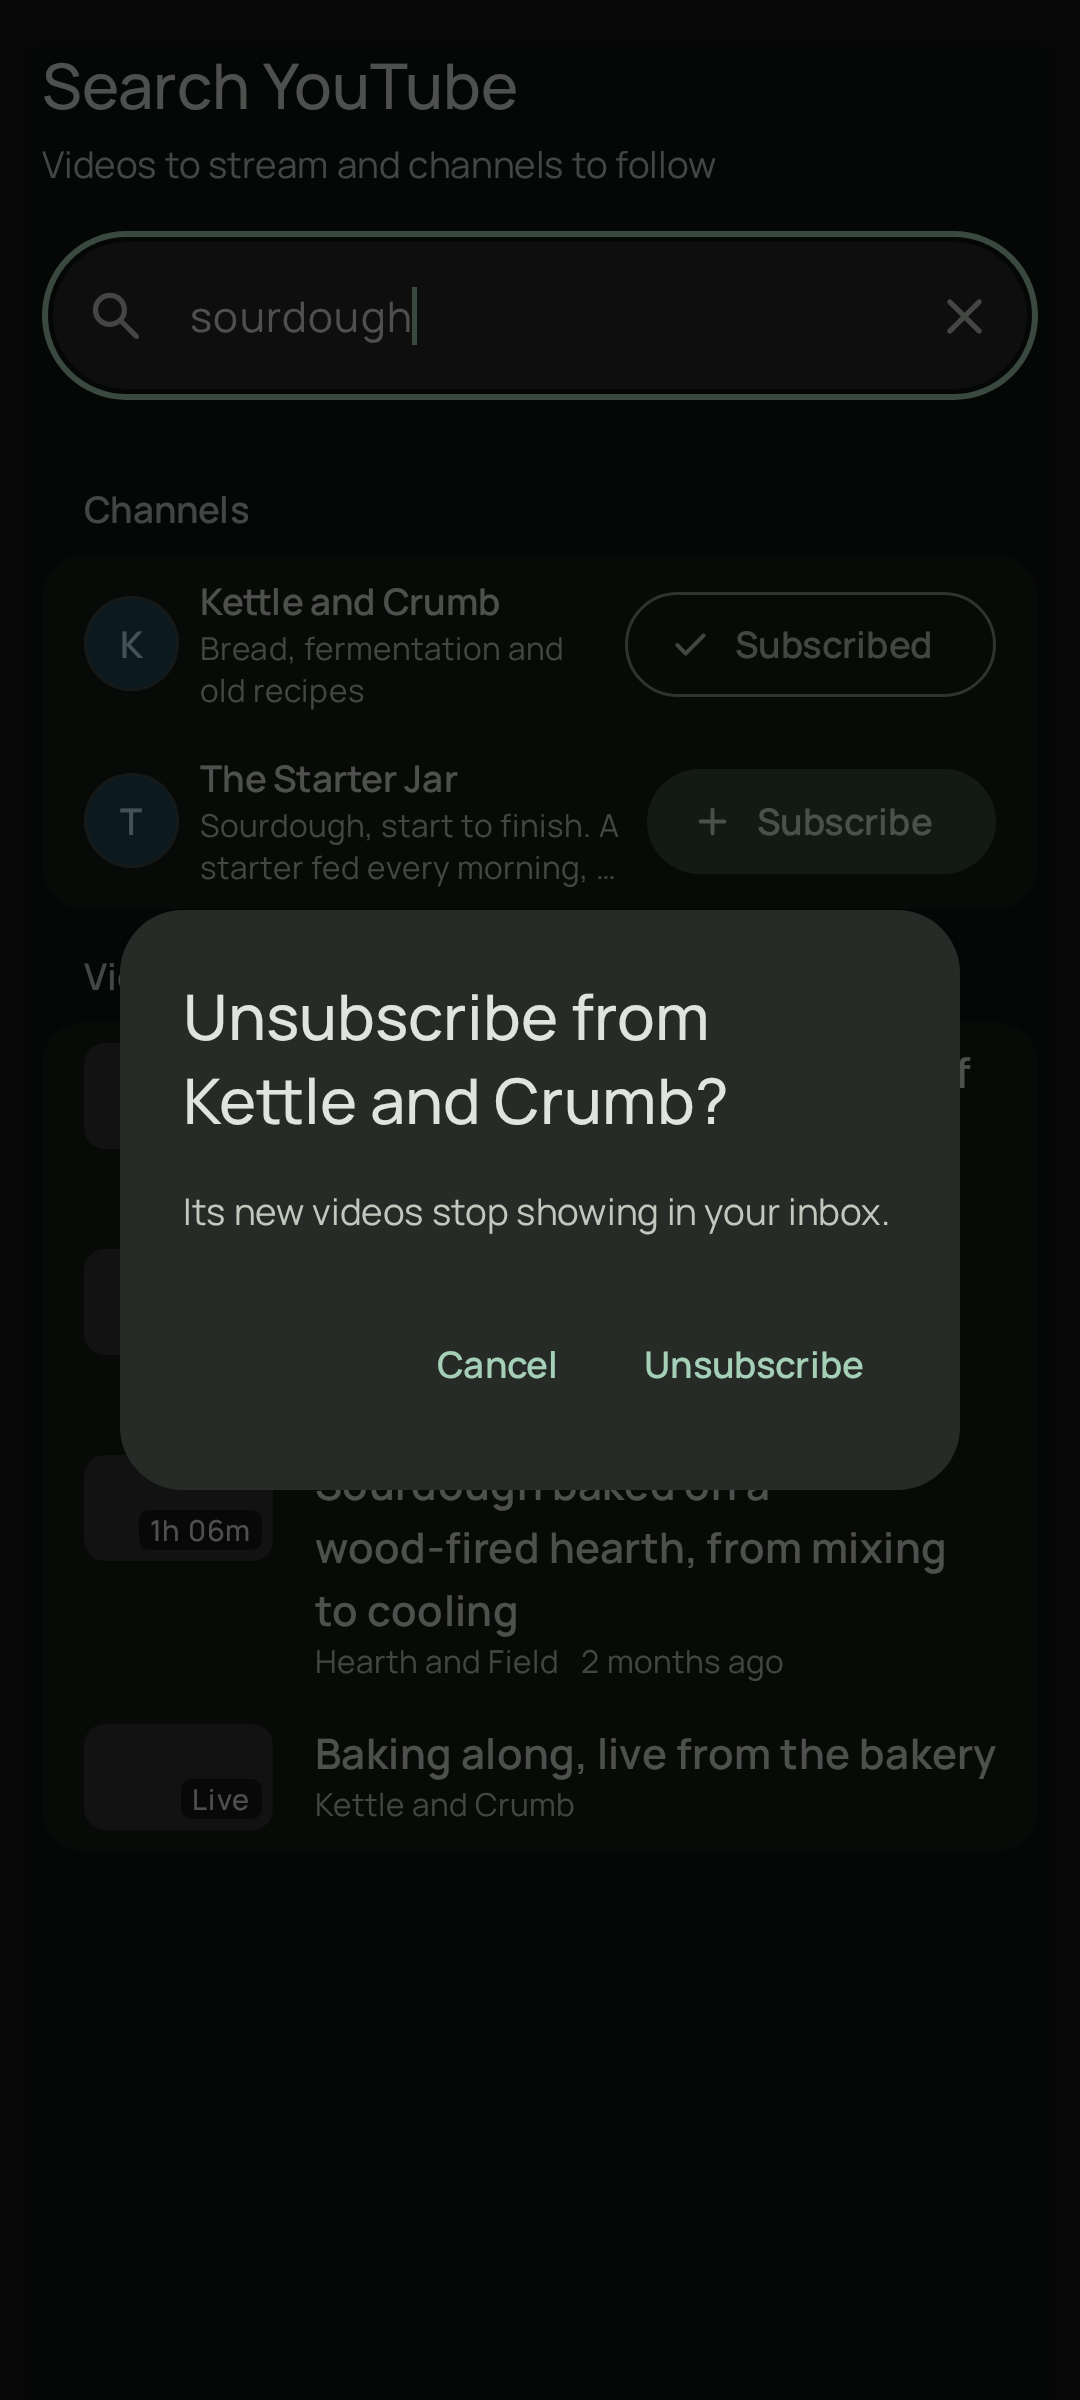 Search YouTube
Videos to stream and channels to follow
sourdough
Channels
K
Kettle and Crumb
Bread, fermentation and
old recipes
Subscribed
T
The Starter Jar
Sourdough, start to finish. A
starter fed every morning, …
Subscribe
Unsubscribe from
Kettle and Crumb?
Its new videos stop showing in your inbox.
Cancel
Unsubscribe
1h 06m
Sourdough baked on a
wood-fired hearth, from mixing
to cooling
Hearth and Field 2 months ago
Live
Baking along, live from the bakery
Kettle and Crumb